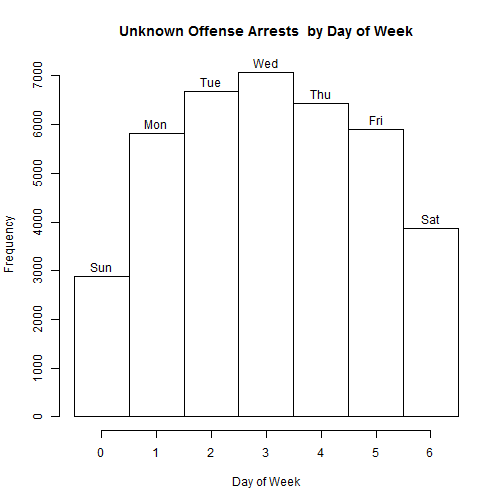 Unknown Offense Arrests  by Day of Week
Frequency
7000
6000
5000
4000
3000
2000
1000
0
Sun
Mon
Tue
Wed
Thu
Fri
Sat
0 1 2 3 4 5 6
Day of Week